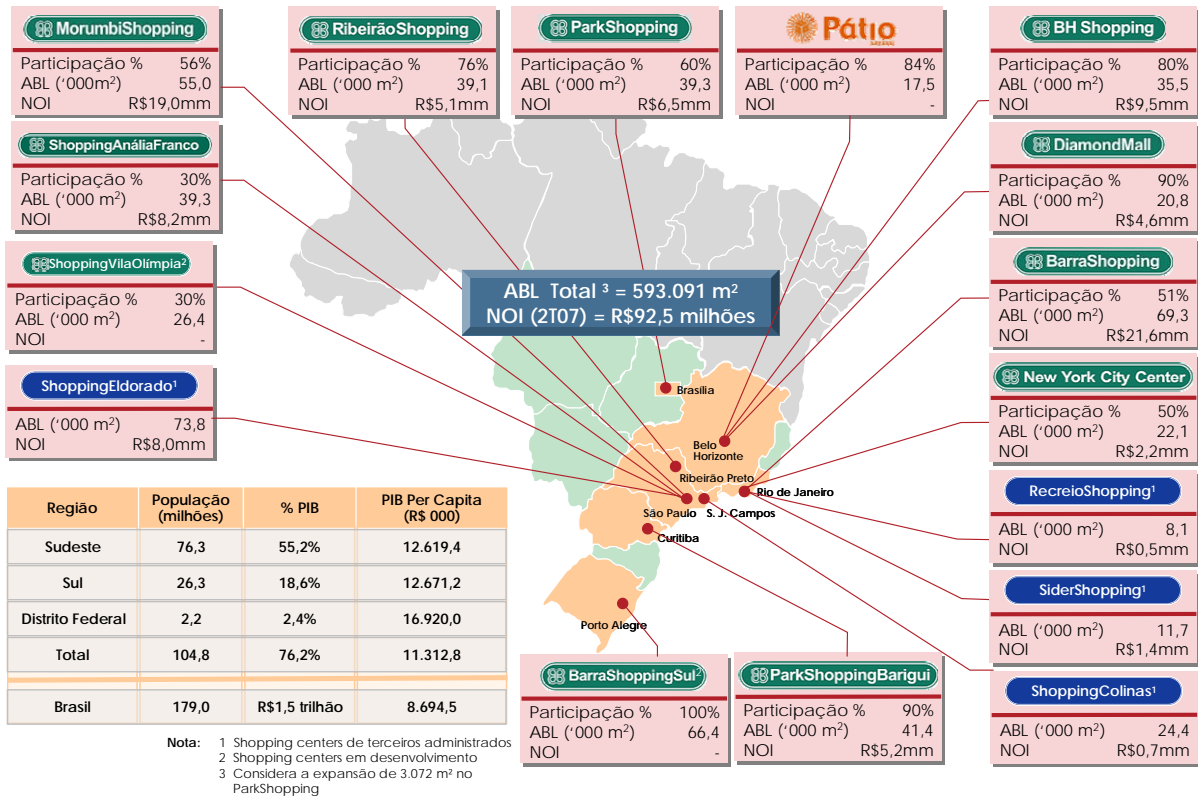 MorumbiShopping
Participação % 56%
ABL ('000m²) 55,0
NOI R$19,0mm
RibeirãoShopping
Participação % 76%
ABL ('000 m²) 39,1
NOI R$5,1mm
ParkShopping
Participação % 60%
ABL ('000 m²) 39,3
NOI R$6,5mm
Pátio
Participação % 84%
ABL ('000 m²) 17,5
NOI -
BH Shopping
Participação % 80%
ABL ('000 m²) 35,5
NOI R$9,5mm
ShoppingAnáliaFranco
Participação % 30%
ABL ('000 m²) 39,3
NOI R$8,2mm
DiamondMall
Participação % 90%
ABL ('000 m²) 20,8
NOI R$4,6mm
ShoppingVilaOlímpia²
Participação % 30%
ABL ('000 m²) 26,4
NOI -
BarraShopping
Participação % 51%
ABL ('000 m²) 69,3
NOI R$21,6mm
ABL Total ³ = 593.091 m²
NOI (2T07) = R$92,5 milhões
ShoppingEldorado¹
ABL ('000 m²) 73,8
NOI R$8,0mm
New York City Center
Participação % 50%
ABL ('000 m²) 22,1
NOI R$2,2mm
Brasília
Belo
Horizonte
Ribeirão Preto
Rio de Janeiro
São Paulo
S. J. Campos
Curitiba
Porto Alegre
RecreioShopping¹
ABL ('000 m²) 8,1
NOI R$0,5mm
SiderShopping¹
ABL ('000 m²) 11,7
NOI R$1,4mm
ShoppingColinas¹
ABL ('000 m²) 24,4
NOI R$0,7mm
BarraShoppingSul²
Participação % 100%
ABL ('000 m²) 66,4
NOI -
ParkShoppingBarigui
Participação % 90%
ABL ('000 m²) 41,4
NOI R$5,2mm
Região População (milhões) % PIB PIB Per Capita (R$ 000)
Sudeste 76,3 55,2% 12.619,4
Sul 26,3 18,6% 12.671,2
Distrito Federal 2,2 2,4% 16.920,0
Total 104,8 76,2% 11.312,8
Brasil 179,0 R$1,5 trilhão 8.694,5
Nota: 1 Shopping centers de terceiros administrados
2 Shopping centers em desenvolvimento
3 Considera a expansão de 3.072 m² no
ParkShopping